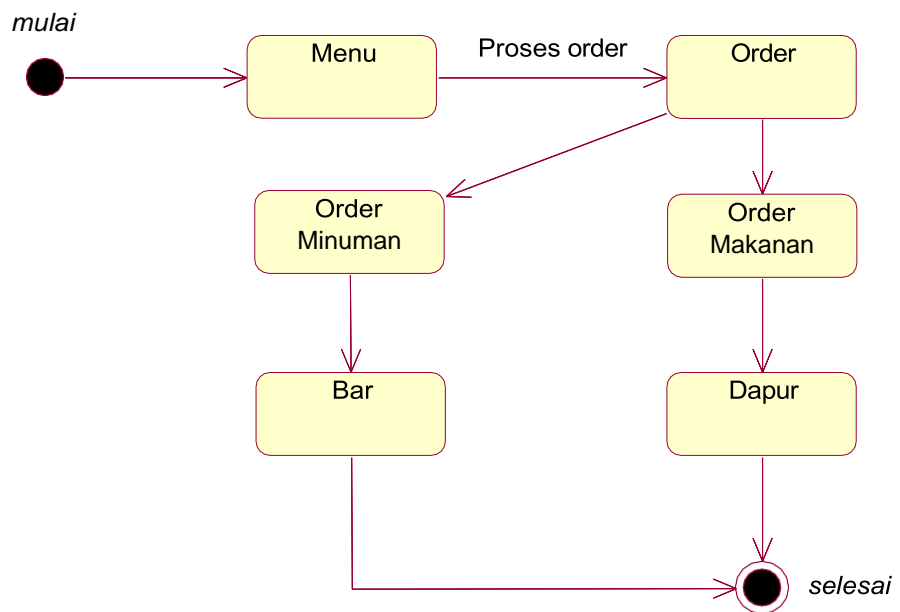 mulai
Menu
Proses order
Order
Order
Minuman
Order
Makanan
Bar
Dapur
selesai